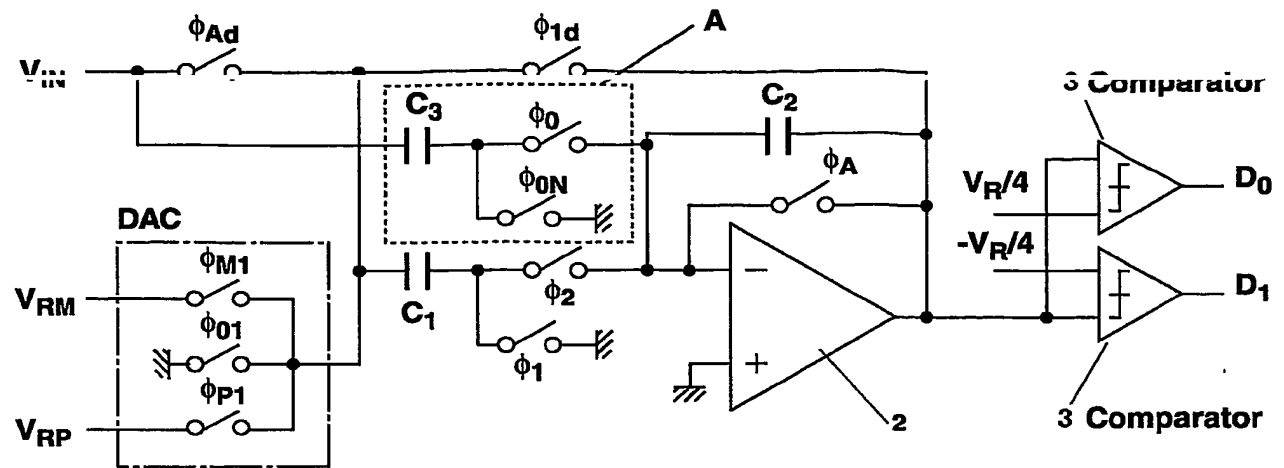 ϕAd
ϕ1d
A
VIN
3 Comparator
C3
ϕ0
C2
ϕ0N
ϕA
VR/4
D0
DAC
-VR/4
ϕM1
ϕ2
D1
VRM
C1
ϕ01
ϕ1
ϕP1
VRP
2
3 Comparator
−
+